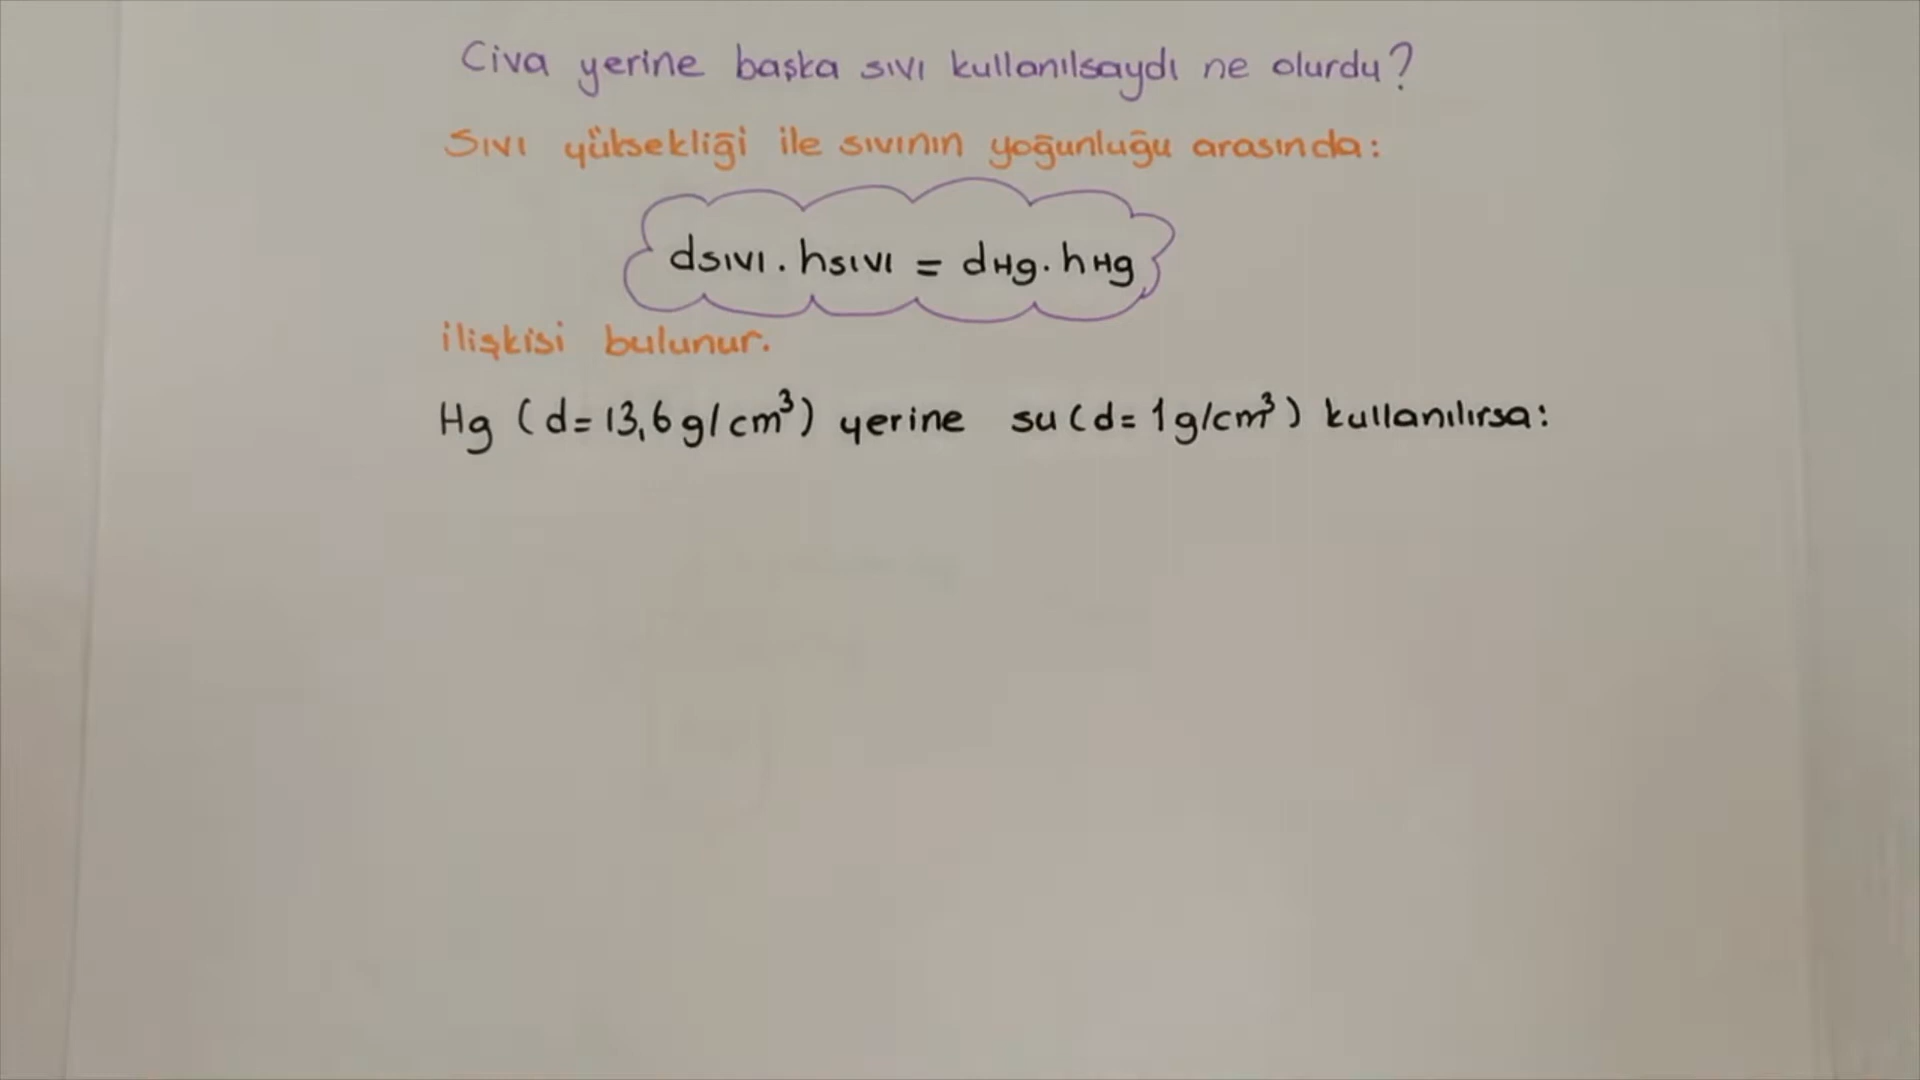 Civa yerine başka sıvı kullanılsaydı ne olurdu?
Sıvı yüksekliği ile sıvının yoğunluğu arasında:
dsıvı . hsıvı = dHg . hHg
ilişkisi bulunur.
Hg (d=13,6 g/cm³) yerine su (d= 1g/cm³) kullanılırsa: